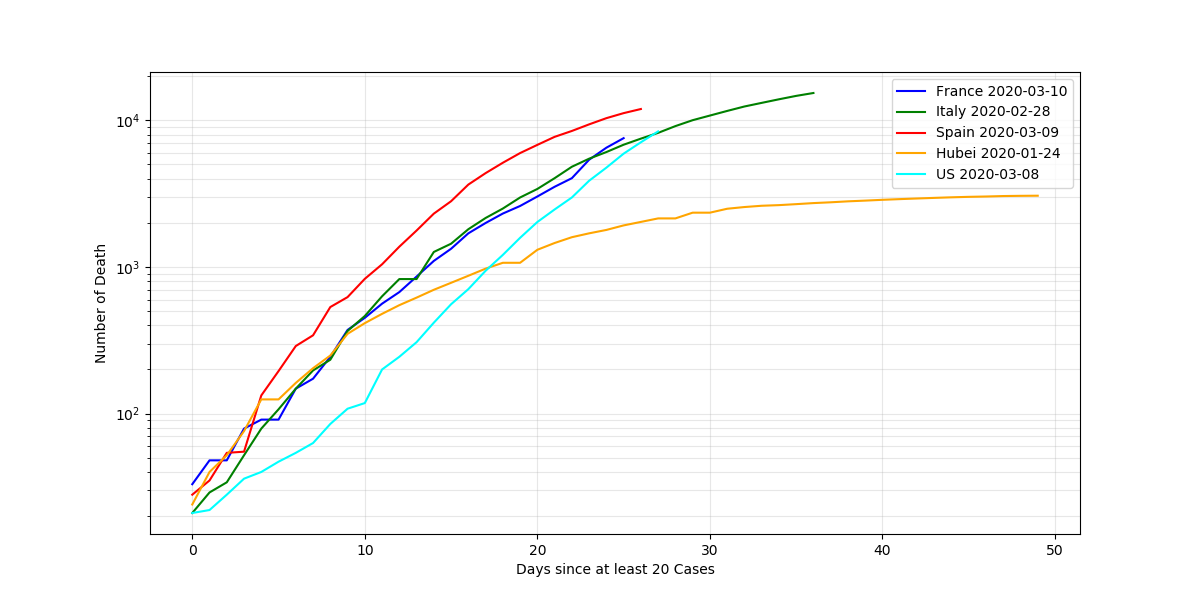 10⁴
10³
10²
Number of Death
France 2020-03-10
Italy 2020-02-28
Spain 2020-03-09
Hubei 2020-01-24
US 2020-03-08
0 10 20 30 40 50
Days since at least 20 Cases